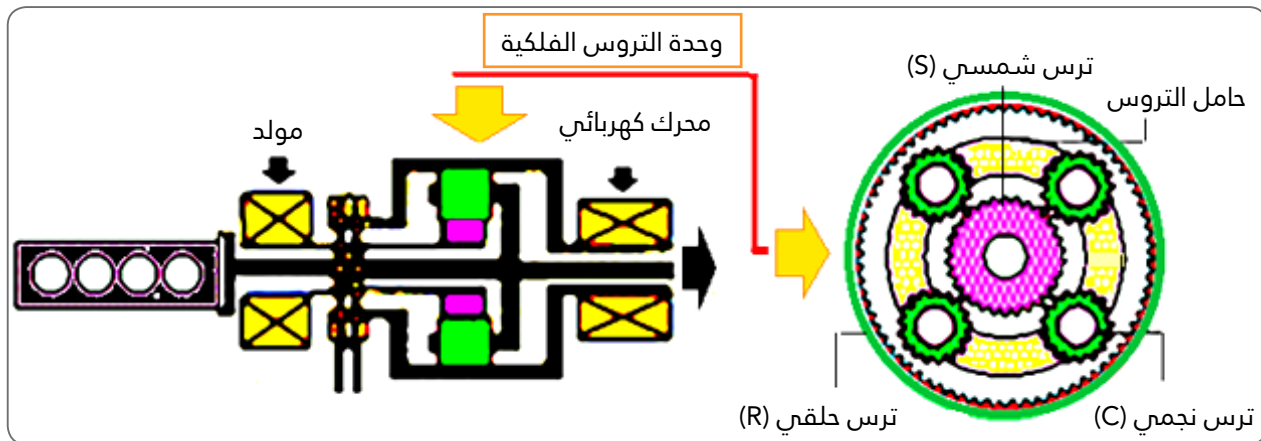 وحدة التروس الفلكية
ترس شمسي (S)
حامل التروس
محرك كهربائي
مولد
ترس حلقي (R)
ترس نجمي (C)